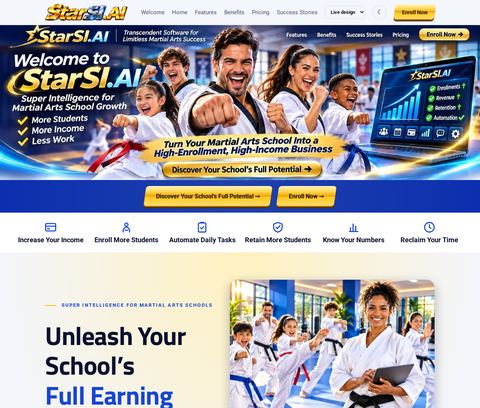 StarSI.AI
Welcome Home Features Benefits Pricing Success Stories Live design Enroll Now
StarSI.AI
Transcendent Software for
Limitless Martial Arts Success
Features Benefits Success Stories Pricing Enroll Now →
Welcome to
StarSI.AI
Super Intelligence for
Martial Arts School Growth
✓ More Students
✓ More Income
✓ Less Work
StarSI.AI
Enrollments
Revenue
Retention
Automation
Turn Your Martial Arts School Into a
High-Enrollment, High-Income Business
Discover Your School's Full Potential →
Discover Your School's Full Potential → Enroll Now →
Increase Your Income Enroll More Students Automate Daily Tasks Retain More Students Know Your Numbers Reclaim Your Time
SUPER INTELLIGENCE FOR MARTIAL ARTS SCHOOLS
Unleash Your
School's
Full Earning